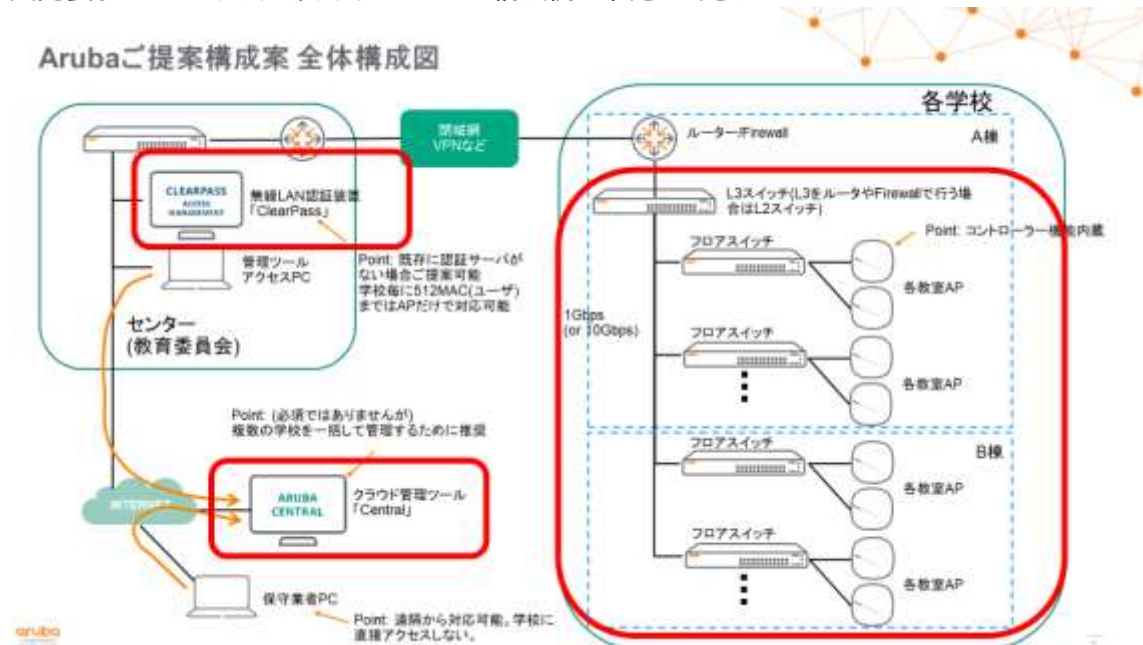 Arubaご提案構成案 全体構成図
各学校
A棟
ルーター/Firewall
閉域網
VPNなど
CLEARPASS
ACCESS
MANAGEMENT
無線LAN認証装置
「ClearPass」
管理ツール
アクセスPC
Point: 既存に認証サーバが
ない場合ご提案可能
学校毎に512MAC(ユーザ)
まではAPだけで対応可能
センター
(教育委員会)
L3スイッチ(L3をルータやFirewallで行う場
合はL2スイッチ)
Point: コントローラー機能内蔵
フロアスイッチ
各教室AP
1Gbps
(or 10Gbps)
フロアスイッチ
各教室AP
B棟
フロアスイッチ
各教室AP
フロアスイッチ
各教室AP
Point: (必須ではありませんが)
複数の学校を一括して管理するために推奨
INTERNET
ARUBA
CENTRAL
クラウド管理ツール
「Central」
保守業者PC
Point: 遠隔から対応可能。学校に
直接アクセスしない。
aruba